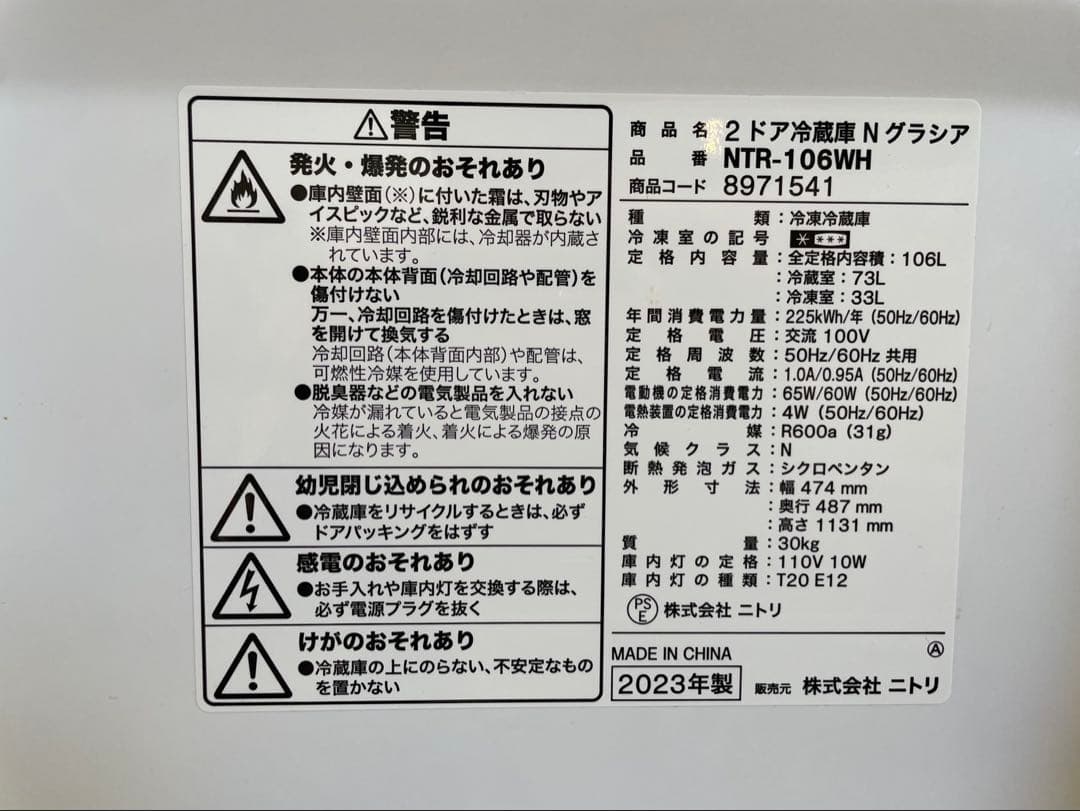 ⚠警告
発火・爆発のおそれあり
●庫内壁面(※)に付いた霜は、刃物やア
イスピックなど、鋭利な金属で取らない
※庫内壁面内部には、冷却器が内蔵さ
れています。
●本体の本体背面(冷却回路や配管)を
傷付けない
万一、冷却回路を傷付けたときは、窓
を開けて換気する
冷却回路(本体背面内部)や配管は、
可燃性冷媒を使用しています。
●脱臭器などの電気製品を入れない
冷媒が漏れていると電気製品の接点の
火花による着火、着火による爆発の原
因になります。
幼児閉じ込められのおそれあり
●冷蔵庫をリサイクルするときは、必ず
ドアパッキングをはずす
感電のおそれあり
●お手入れや庫内灯を交換する際は、
必ず電源プラグを抜く
けがのおそれあり
●冷蔵庫の上にのらない、不安定なもの
を置かない
商品名 2ドア冷蔵庫 N グラシア
品番 NTR-106WH
商品コード 8971541
種類:冷凍冷蔵庫
冷凍室の記号 * ***
定格内容量:全定格内容積:106L
:冷蔵室:73L
:冷凍室:33L
年間消費電力量:225kWh/年 (50Hz/60Hz)
定格電圧:交流 100V
定格周波数:50Hz/60Hz 共用
定格電流:1.0A/0.95A (50Hz/60Hz)
電動機の定格消費電力:65W/60W (50Hz/60Hz)
電熱装置の定格消費電力:4W (50Hz/60Hz)
冷媒:R600a (31g)
気候クラス:N
断熱発泡ガス:シクロペンタン
外形寸法:幅 474 mm
:奥行 487 mm
:高さ 1131 mm
質量:30kg
庫内灯の定格:110V 10W
庫内灯の種類:T20 E12
PSE 株式会社 ニトリ
MADE IN CHINA Ⓐ
2023年製 販売元 株式会社 ニトリ